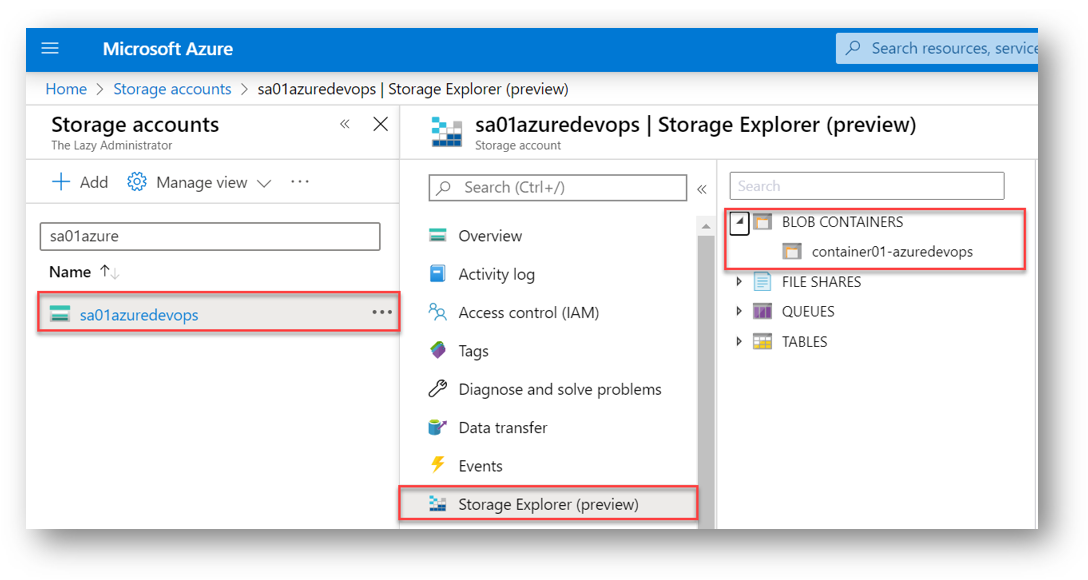 Microsoft Azure
Search resources, service
Home > Storage accounts > sa01azuredevops | Storage Explorer (preview)
Storage accounts
The Lazy Administrator
Add
Manage view
sa01azure
Name
sa01azuredevops
sa01azuredevops | Storage Explorer (preview)
Storage account
Search (Ctrl+/)
Overview
Activity log
Access control (IAM)
Tags
Diagnose and solve problems
Data transfer
Events
Storage Explorer (preview)
Search
BLOB CONTAINERS
container01-azuredevops
FILE SHARES
QUEUES
TABLES